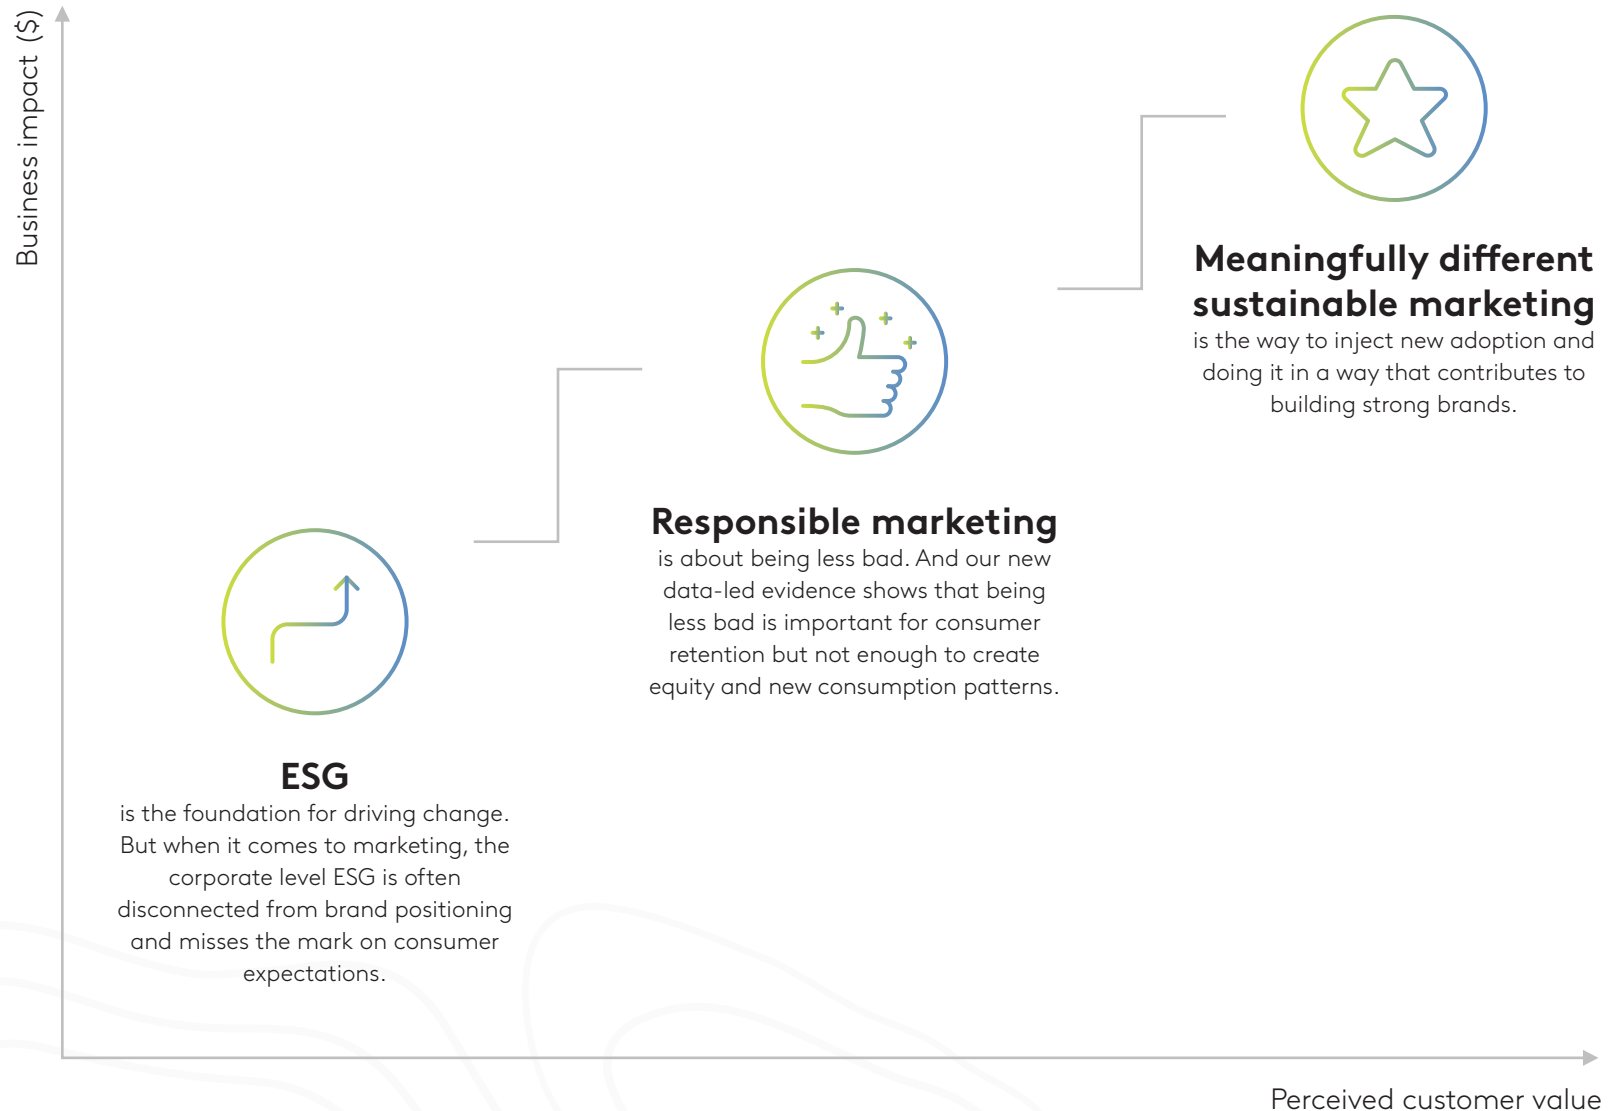 Business impact ($)
Meaningfully different
sustainable marketing
is the way to inject new adoption and
doing it in a way that contributes to
building strong brands.
Responsible marketing
is about being less bad. And our new
data-led evidence shows that being
less bad is important for consumer
retention but not enough to create
equity and new consumption patterns.
ESG
is the foundation for driving change.
But when it comes to marketing, the
corporate level ESG is often
disconnected from brand positioning
and misses the mark on consumer
expectations.
Perceived customer value